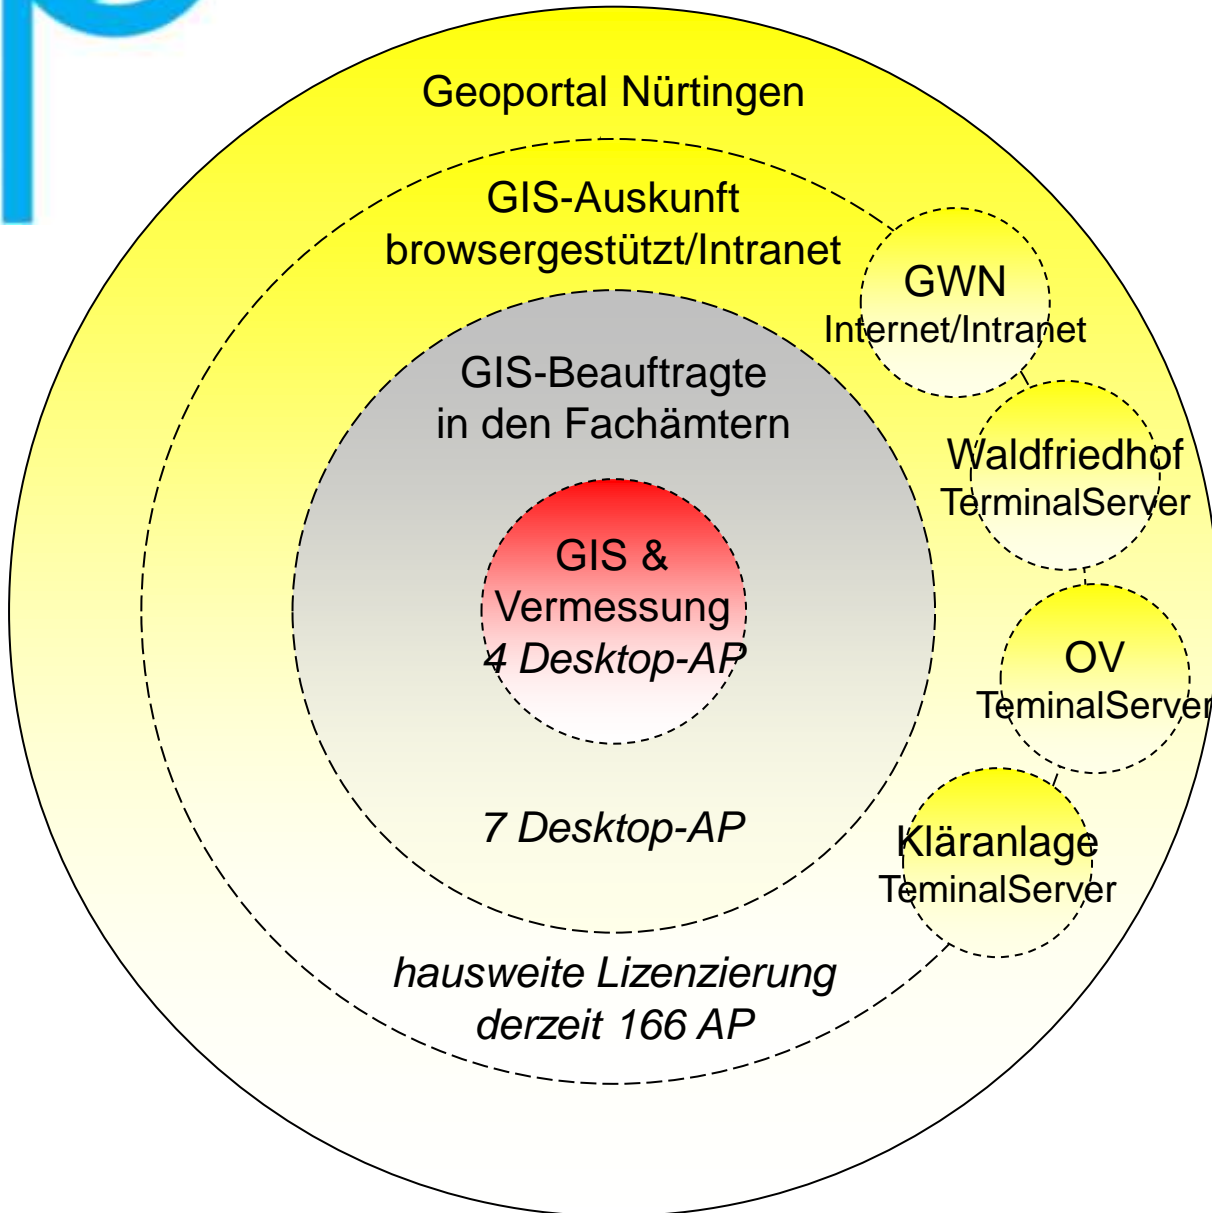 Geoportal Nürtingen
GIS-Auskunft
browsergestützt/Intranet
GWN
Internet/Intranet
GIS-Beauftragte
in den Fachämtern
Waldfriedhof
TerminalServer
GIS &
Vermessung
4 Desktop-AP
OV
TeminalServer
7 Desktop-AP
Kläranlage
TeminalServer
hausweite Lizenzierung
derzeit 166 AP